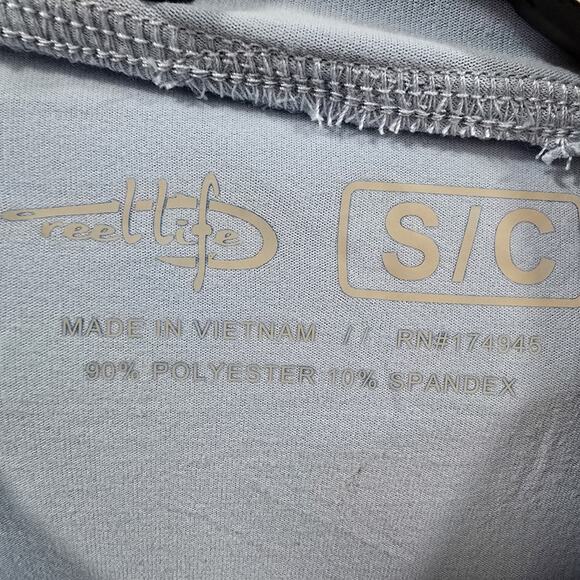 reel life
S/C
MADE IN VIETNAM // RN#174945
90% POLYESTER 10% SPANDEX